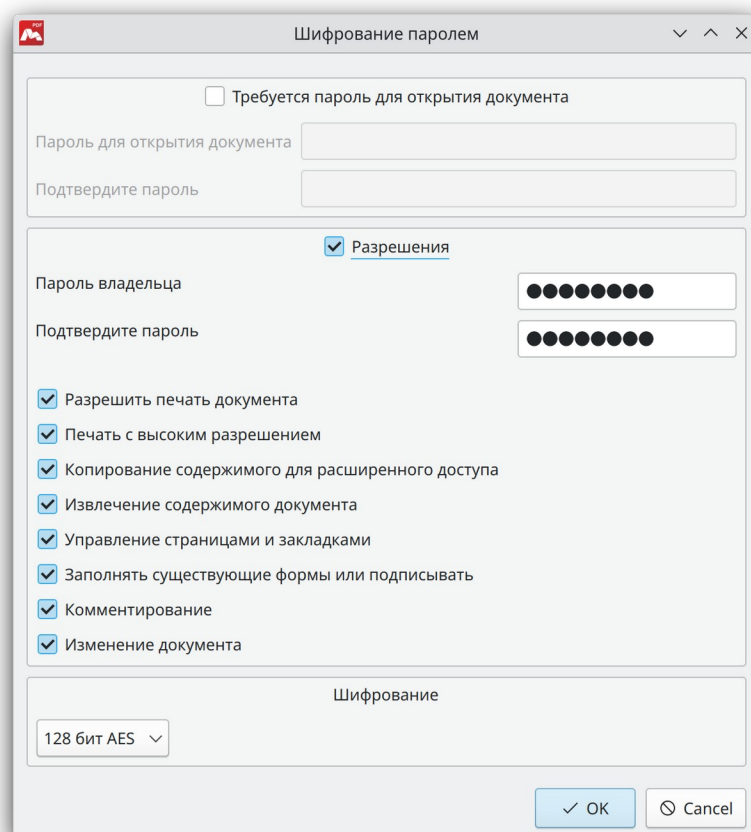 PDF
Шифрование паролем
Требуется пароль для открытия документа
Пароль для открытия документа
Подтвердите пароль
Разрешения
Пароль владельца ●●●●●●●●
Подтвердите пароль ●●●●●●●●
Разрешить печать документа
Печать с высоким разрешением
Копирование содержимого для расширенного доступа
Извлечение содержимого документа
Управление страницами и закладками
Заполнять существующие формы или подписывать
Комментирование
Изменение документа
Шифрование
128 бит AES
OK Cancel